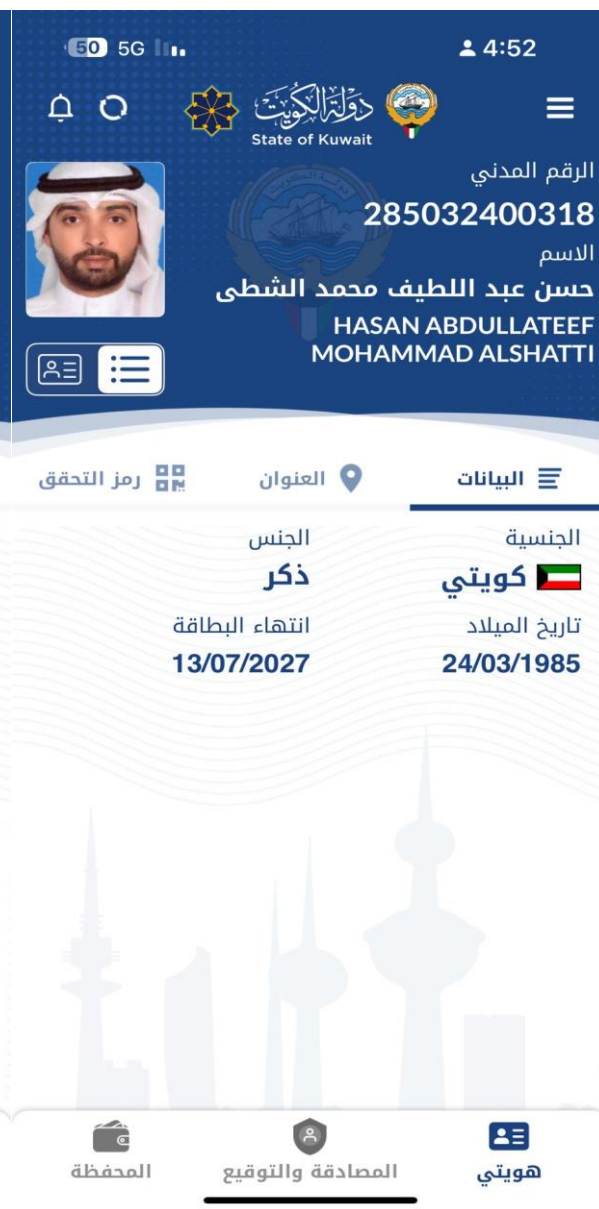 50 5G 4:52
دولة الكويت
State of Kuwait
الرقم المدني
285032400318
الاسم
حسن عبد اللطيف محمد الشطى
HASAN ABDULLATEEF
MOHAMMAD ALSHATTI
البيانات العنوان رمز التحقق
الجنسية الجنس
كويتي ذكر
تاريخ الميلاد انتهاء البطاقة
24/03/1985 13/07/2027
هويتي المصادقة والتوقيع المحفظة